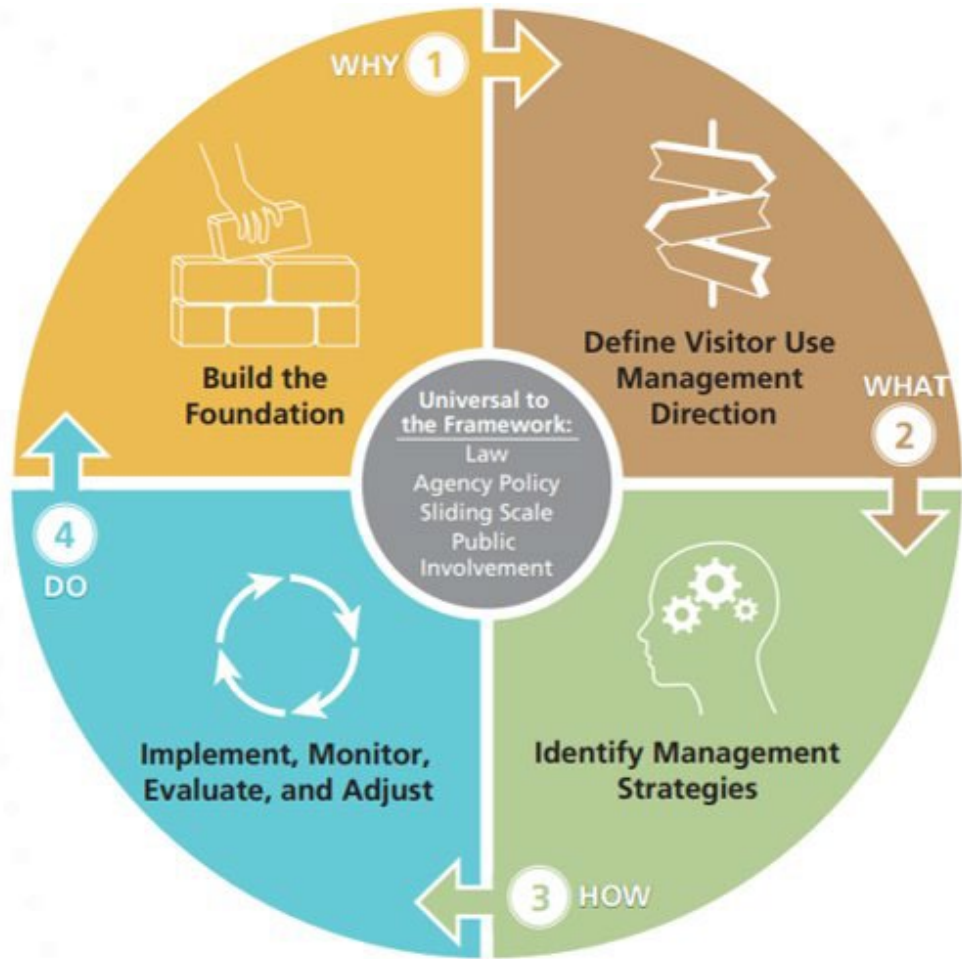 WHY 1
Build the
Foundation
Define Visitor Use
Management
Direction
WHAT
2
Universal to
the Framework:
Law
Agency Policy
Sliding Scale
Public
Involvement
Identify Management
Strategies
3 HOW
Implement, Monitor,
Evaluate, and Adjust
4
DO